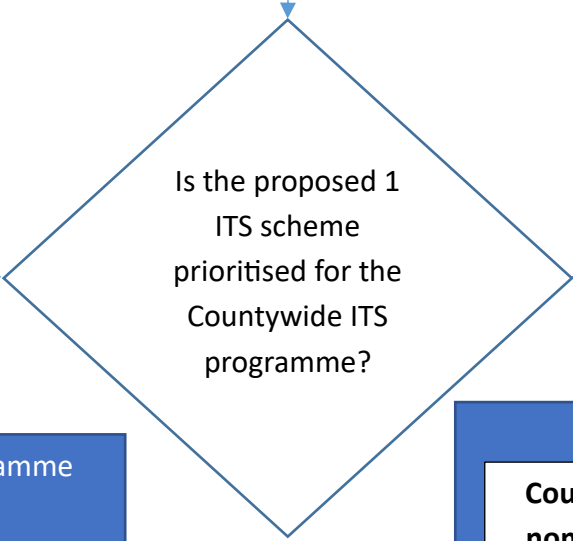 Is the proposed 1
ITS scheme
prioritised for the
Countywide ITS
programme?
amme
Cou
non